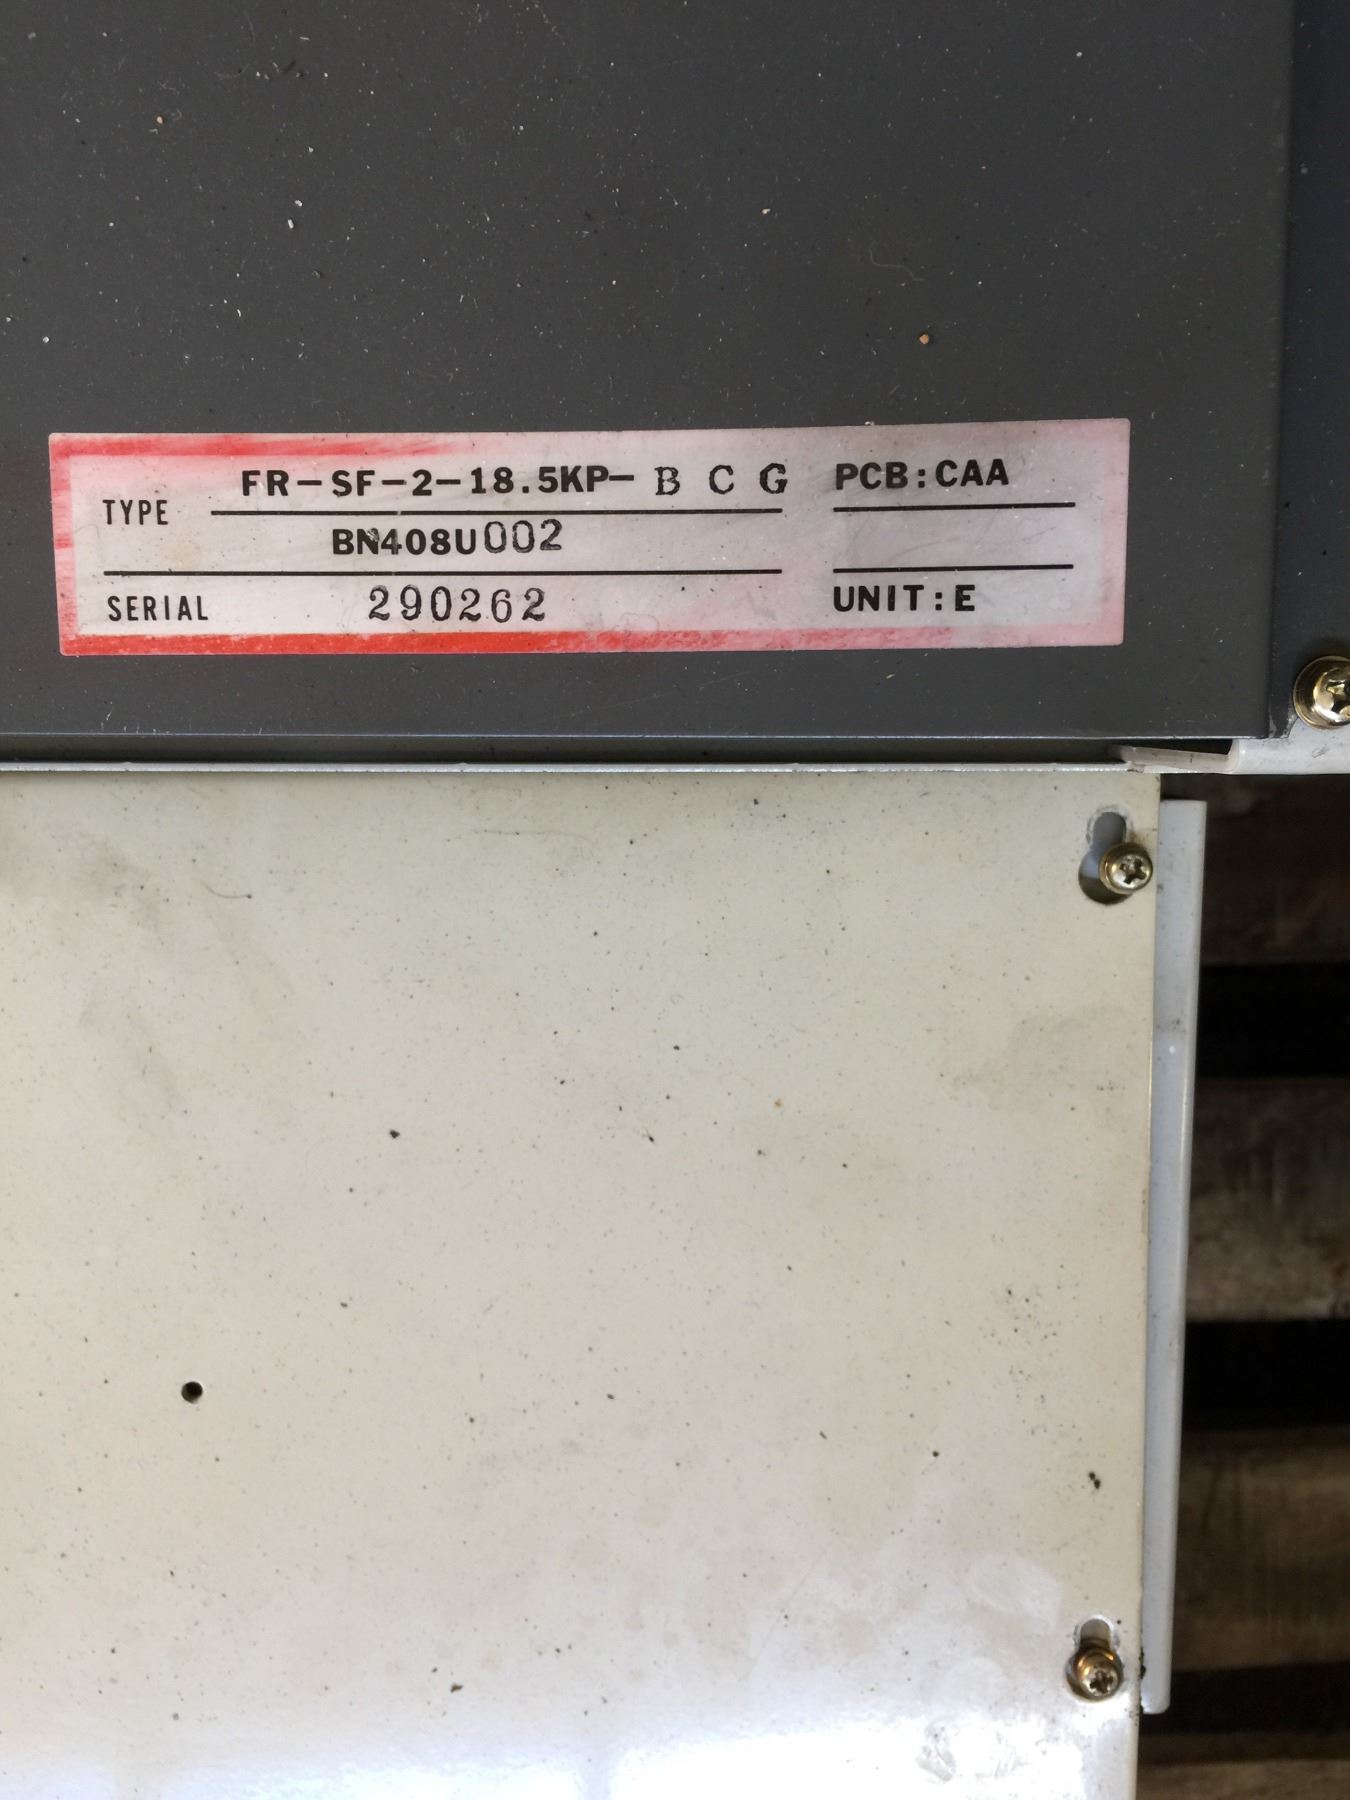 TYPE FR-SF-2-18.5KP- B C G PCB:CAA
BN408U002
SERIAL 290262 UNIT:E